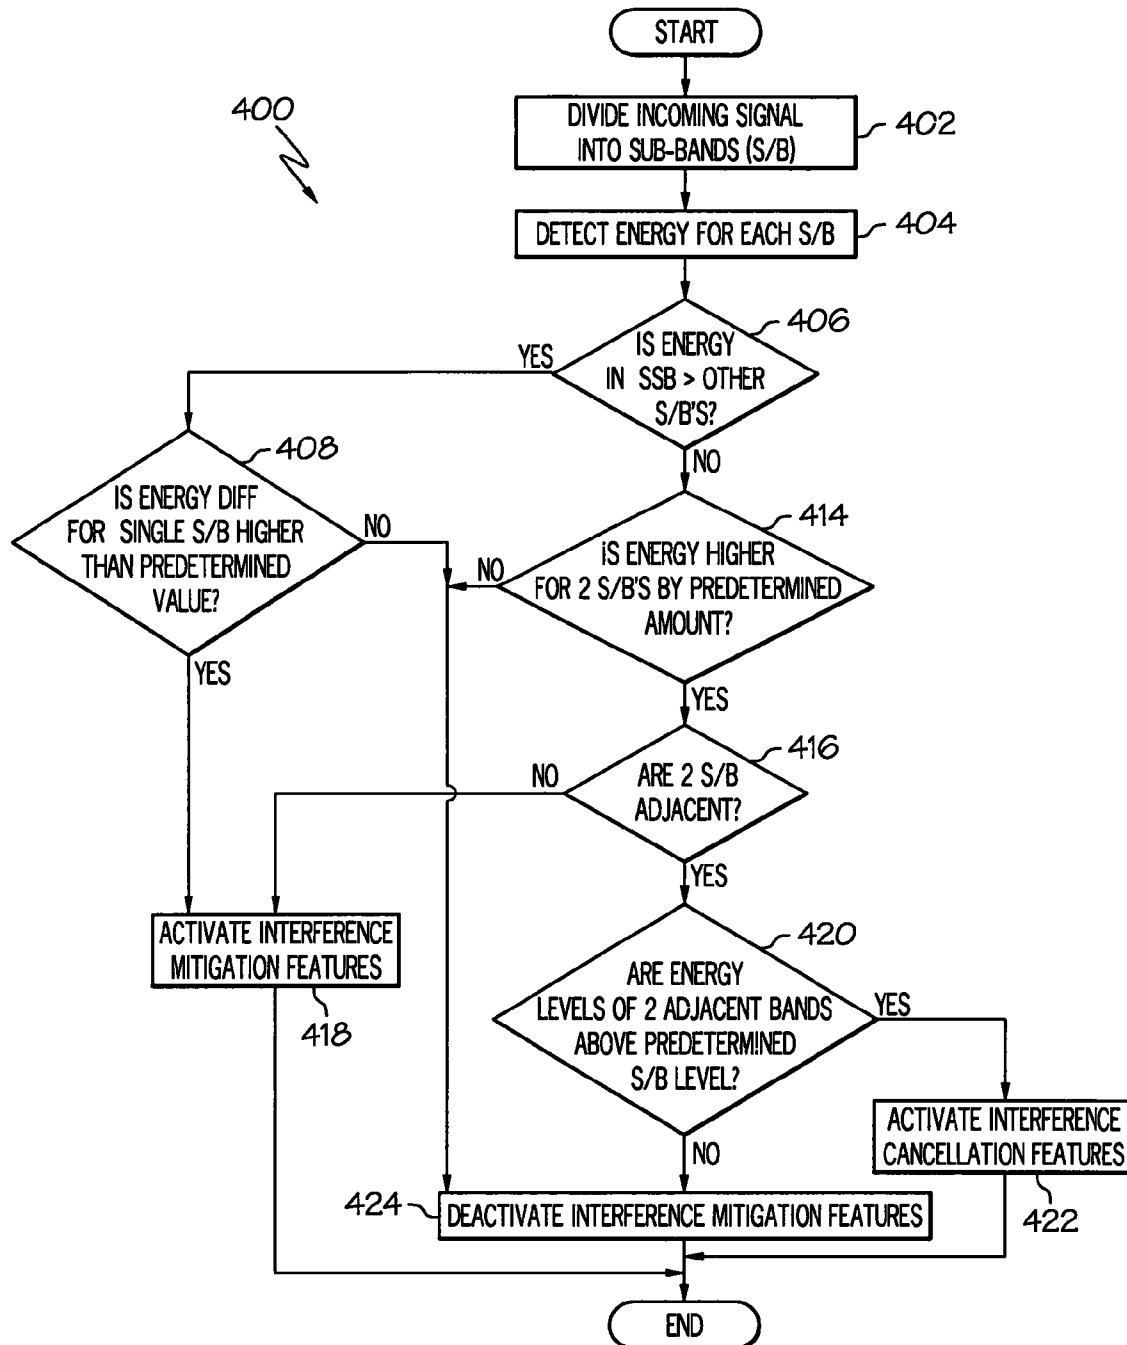 START
400
DIVIDE INCOMING SIGNAL
INTO SUB-BANDS (S/B)
402
DETECT ENERGY FOR EACH S/B
404
406
IS ENERGY
IN SSB > OTHER
S/B'S?
YES
NO
408
IS ENERGY DIFF
FOR SINGLE S/B HIGHER
THAN PREDETERMINED
VALUE?
NO
YES
414
iS ENERGY HIGHER
FOR 2 S/B'S BY PREDETERMINED
AMOUNT?
NO
YES
416
ARE 2 S/B
ADJACENT?
NO
YES
ACTIVATE INTERFERENCE
MITIGATION FEATURES
418
420
ARE ENERGY
LEVELS OF 2 ADJACENT BANDS
ABOVE PREDETERMINED
S/B LEVEL?
YES
NO
ACTIVATE INTERFERENCE
CANCELLATION FEATURES
422
424
DEACTIVATE INTERFERENCE MITIGATION FEATURES
END